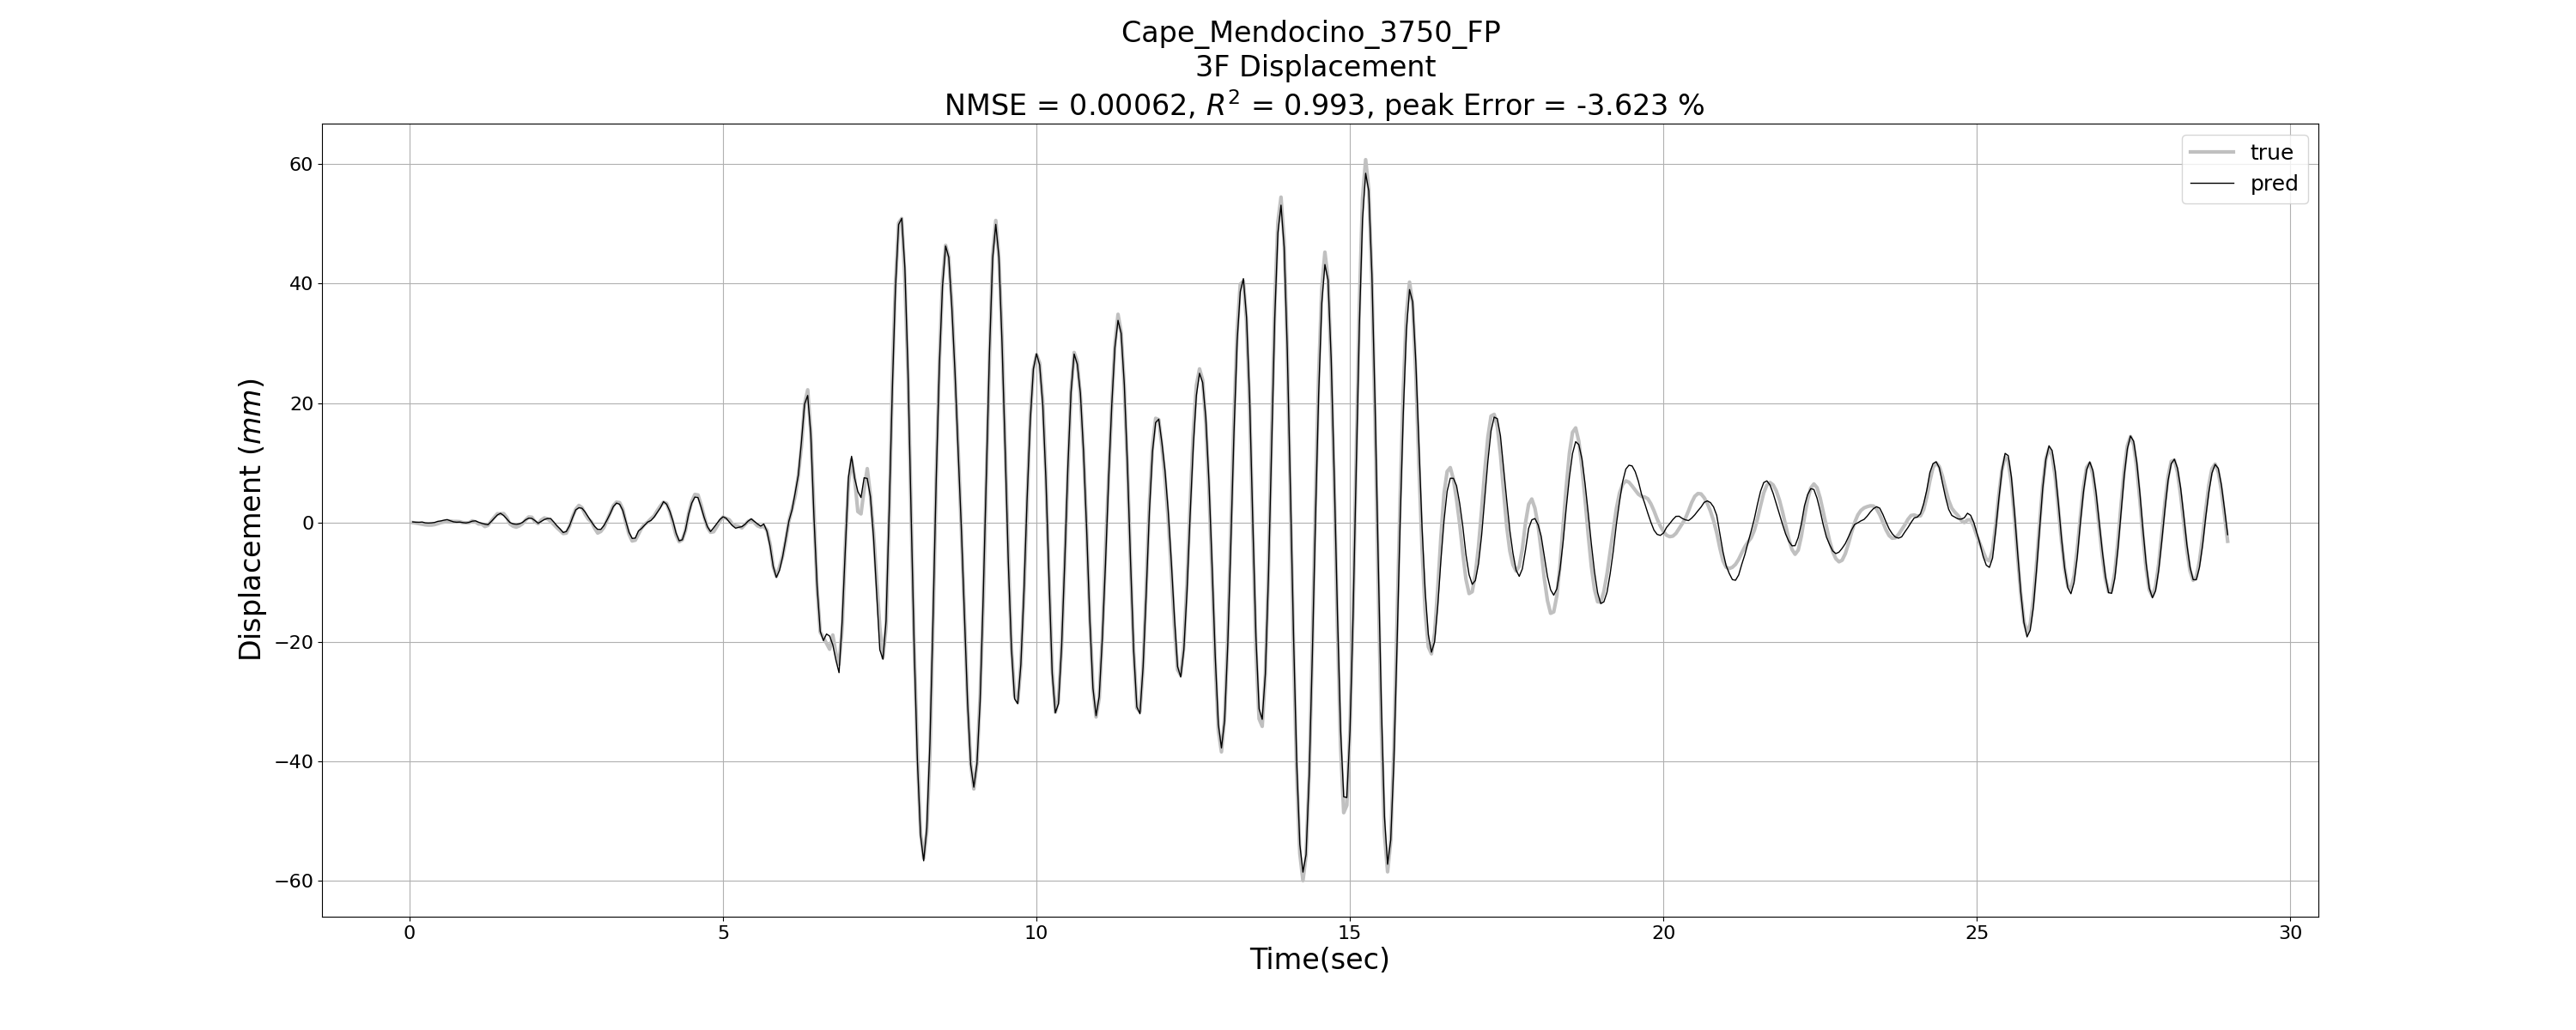 Cape_Mendocino_3750_FP
3F Displacement
NMSE = 0.00062, R² = 0.993, peak Error = -3.623 %
true
pred
60
40
20
0
−20
−40
−60
Displacement (mm)
0 5 10 15 20 25 30
Time(sec)